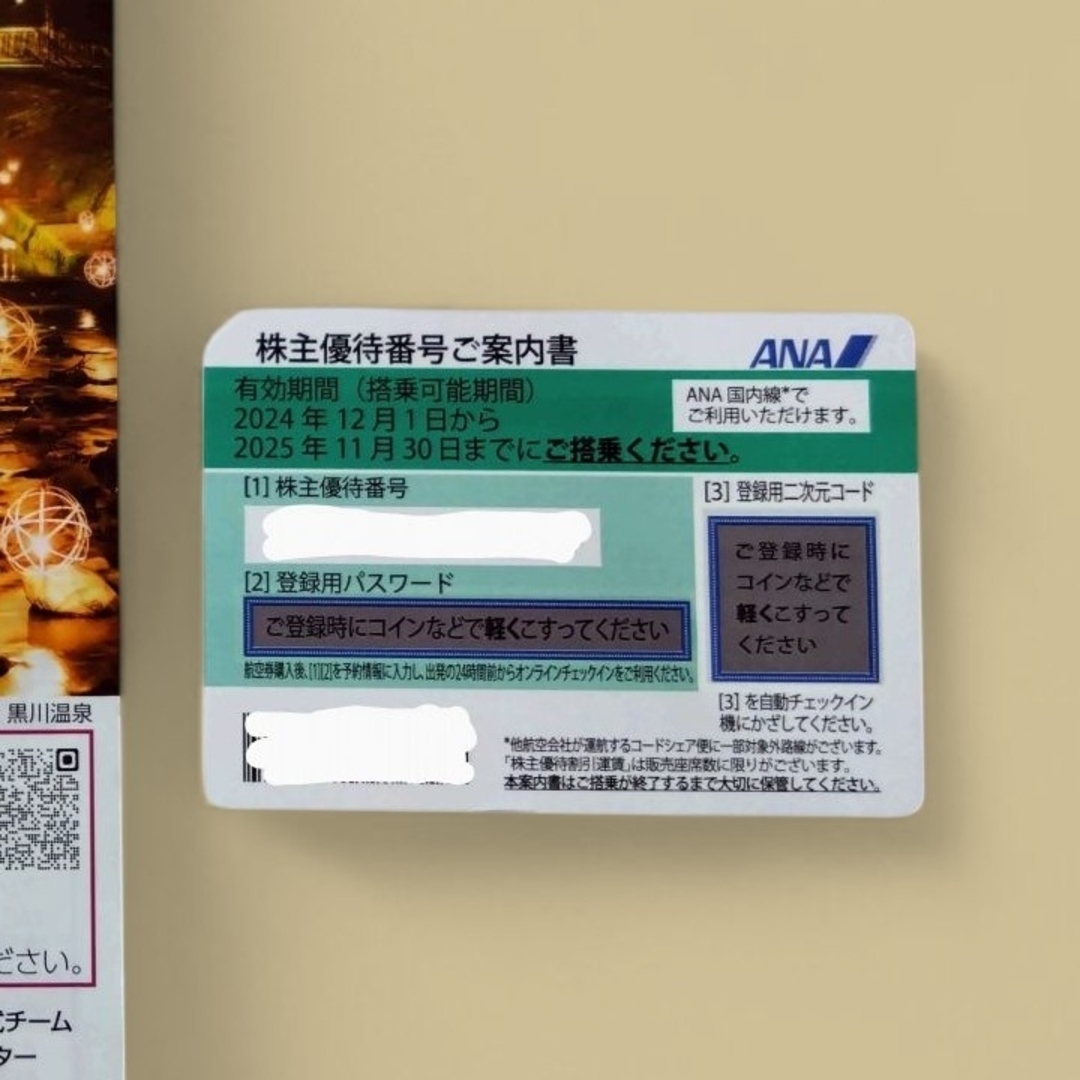 株主優待番号ご案内書
ANA
有効期間（搭乗可能期間）
2024年12月1日から
2025年11月30日までにご搭乗ください。
ANA国内線*で
ご利用いただけます。
[1] 株主優待番号
[2] 登録用パスワード
ご登録時にコインなどで軽くこすってください
航空券購入後、[1][2]を予約情報に入力し、出発の24時間前からオンラインチェックインをご利用ください。
[3] 登録用二次元コード
ご登録時に
コインなどで
軽くこすって
ください
[3] を自動チェックイン
機にかざしてください。
*他航空会社が運航するコードシェア便に一部対象外路線がございます。
「株主優待割引運賃」は販売座席数に限りがございます。
本案内書はご搭乗が終了するまで大切に保管してください。
黒川温泉
ださい。
式チーム
ター